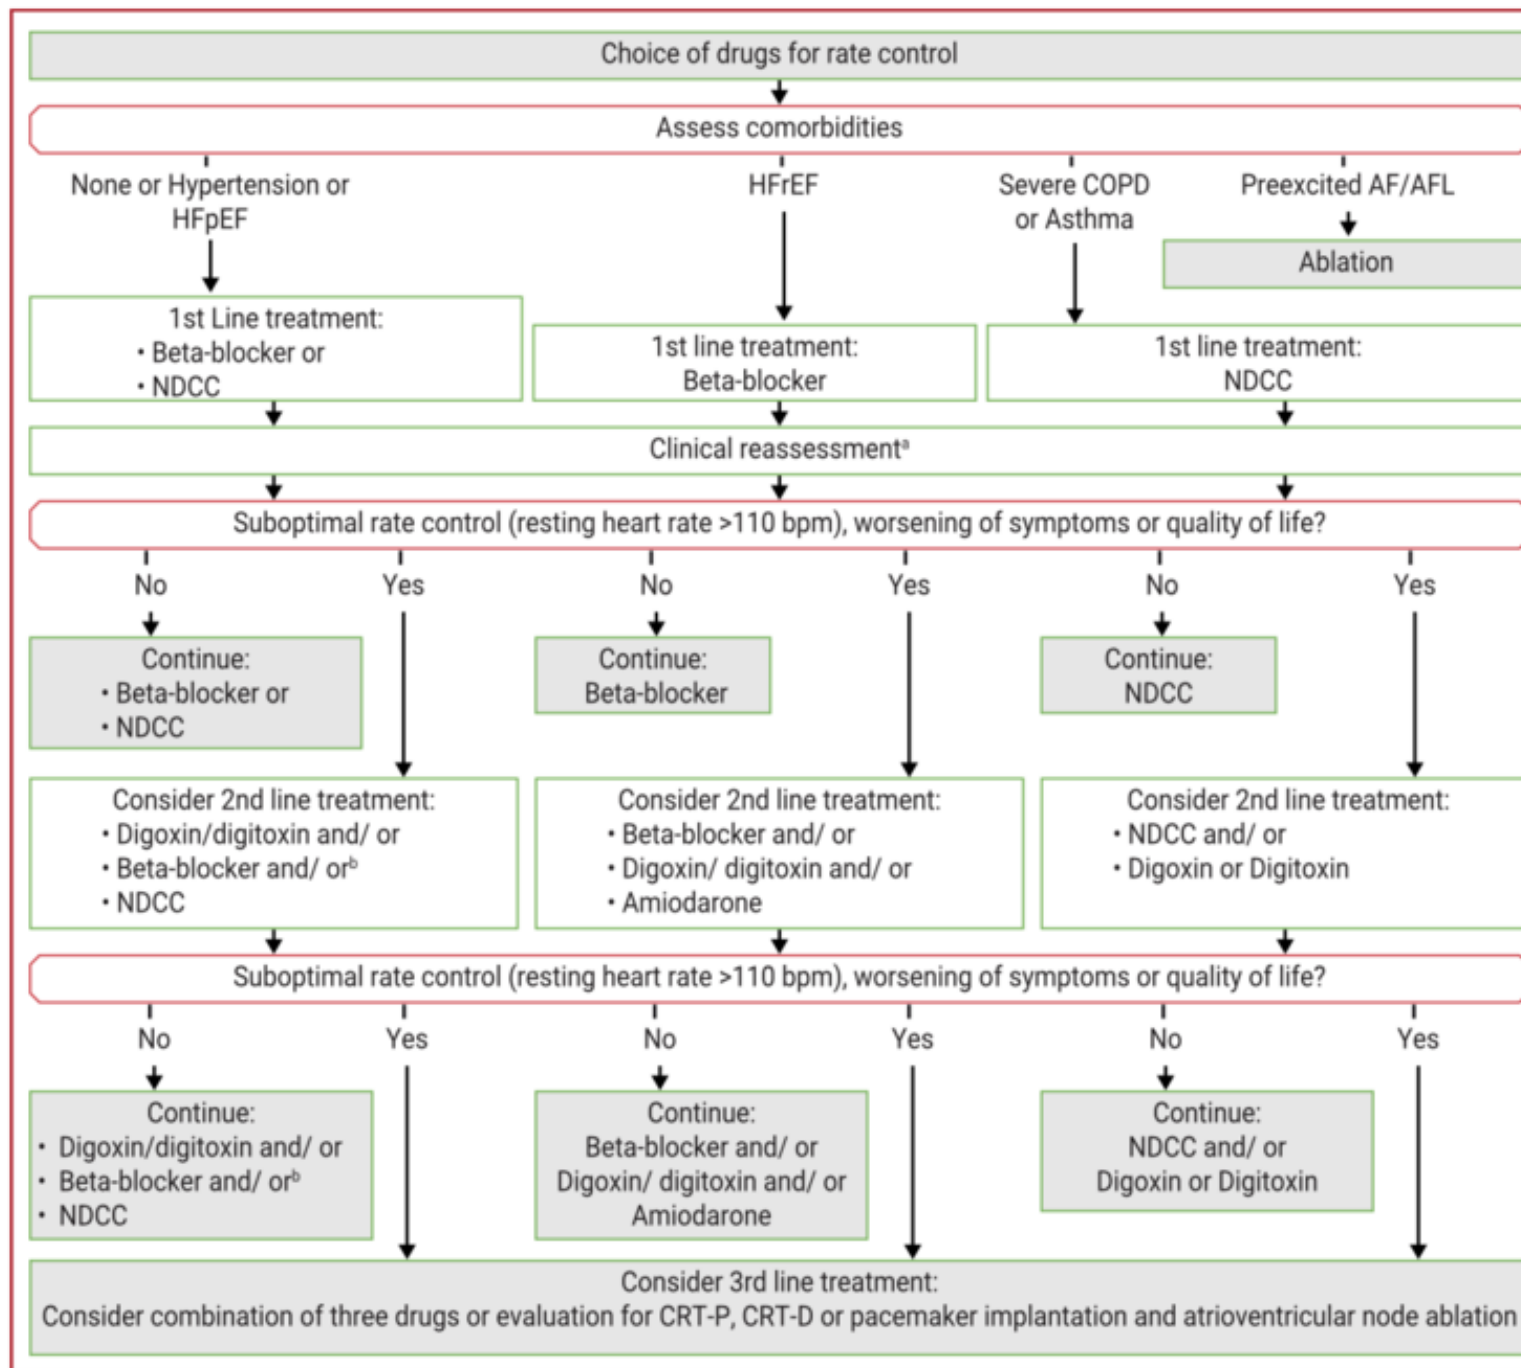 Choice of drugs for rate control
Assess comorbidities
None or Hypertension or
HFpEF
HFrEF
Severe COPD
or Asthma
Preexcited AF/AFL
Ablation
1st Line treatment:
• Beta-blocker or
• NDCC
1st line treatment:
Beta-blocker
1st line treatment:
NDCC
Clinical reassessmentᵃ
Suboptimal rate control (resting heart rate >110 bpm), worsening of symptoms or quality of life?
No
Yes
No
Yes
No
Yes
Continue:
• Beta-blocker or
• NDCC
Continue:
Beta-blocker
Continue:
NDCC
Consider 2nd line treatment:
• Digoxin/digitoxin and/ or
• Beta-blocker and/ orᵇ
• NDCC
Consider 2nd line treatment:
• Beta-blocker and/ or
• Digoxin/ digitoxin and/ or
• Amiodarone
Consider 2nd line treatment:
• NDCC and/ or
• Digoxin or Digitoxin
Suboptimal rate control (resting heart rate >110 bpm), worsening of symptoms or quality of life?
No
Yes
No
Yes
No
Yes
Continue:
• Digoxin/digitoxin and/ or
• Beta-blocker and/ orᵇ
• NDCC
Continue:
Beta-blocker and/ or
Digoxin/ digitoxin and/ or
Amiodarone
Continue:
NDCC and/ or
Digoxin or Digitoxin
Consider 3rd line treatment:
Consider combination of three drugs or evaluation for CRT-P, CRT-D or pacemaker implantation and atrioventricular node ablation